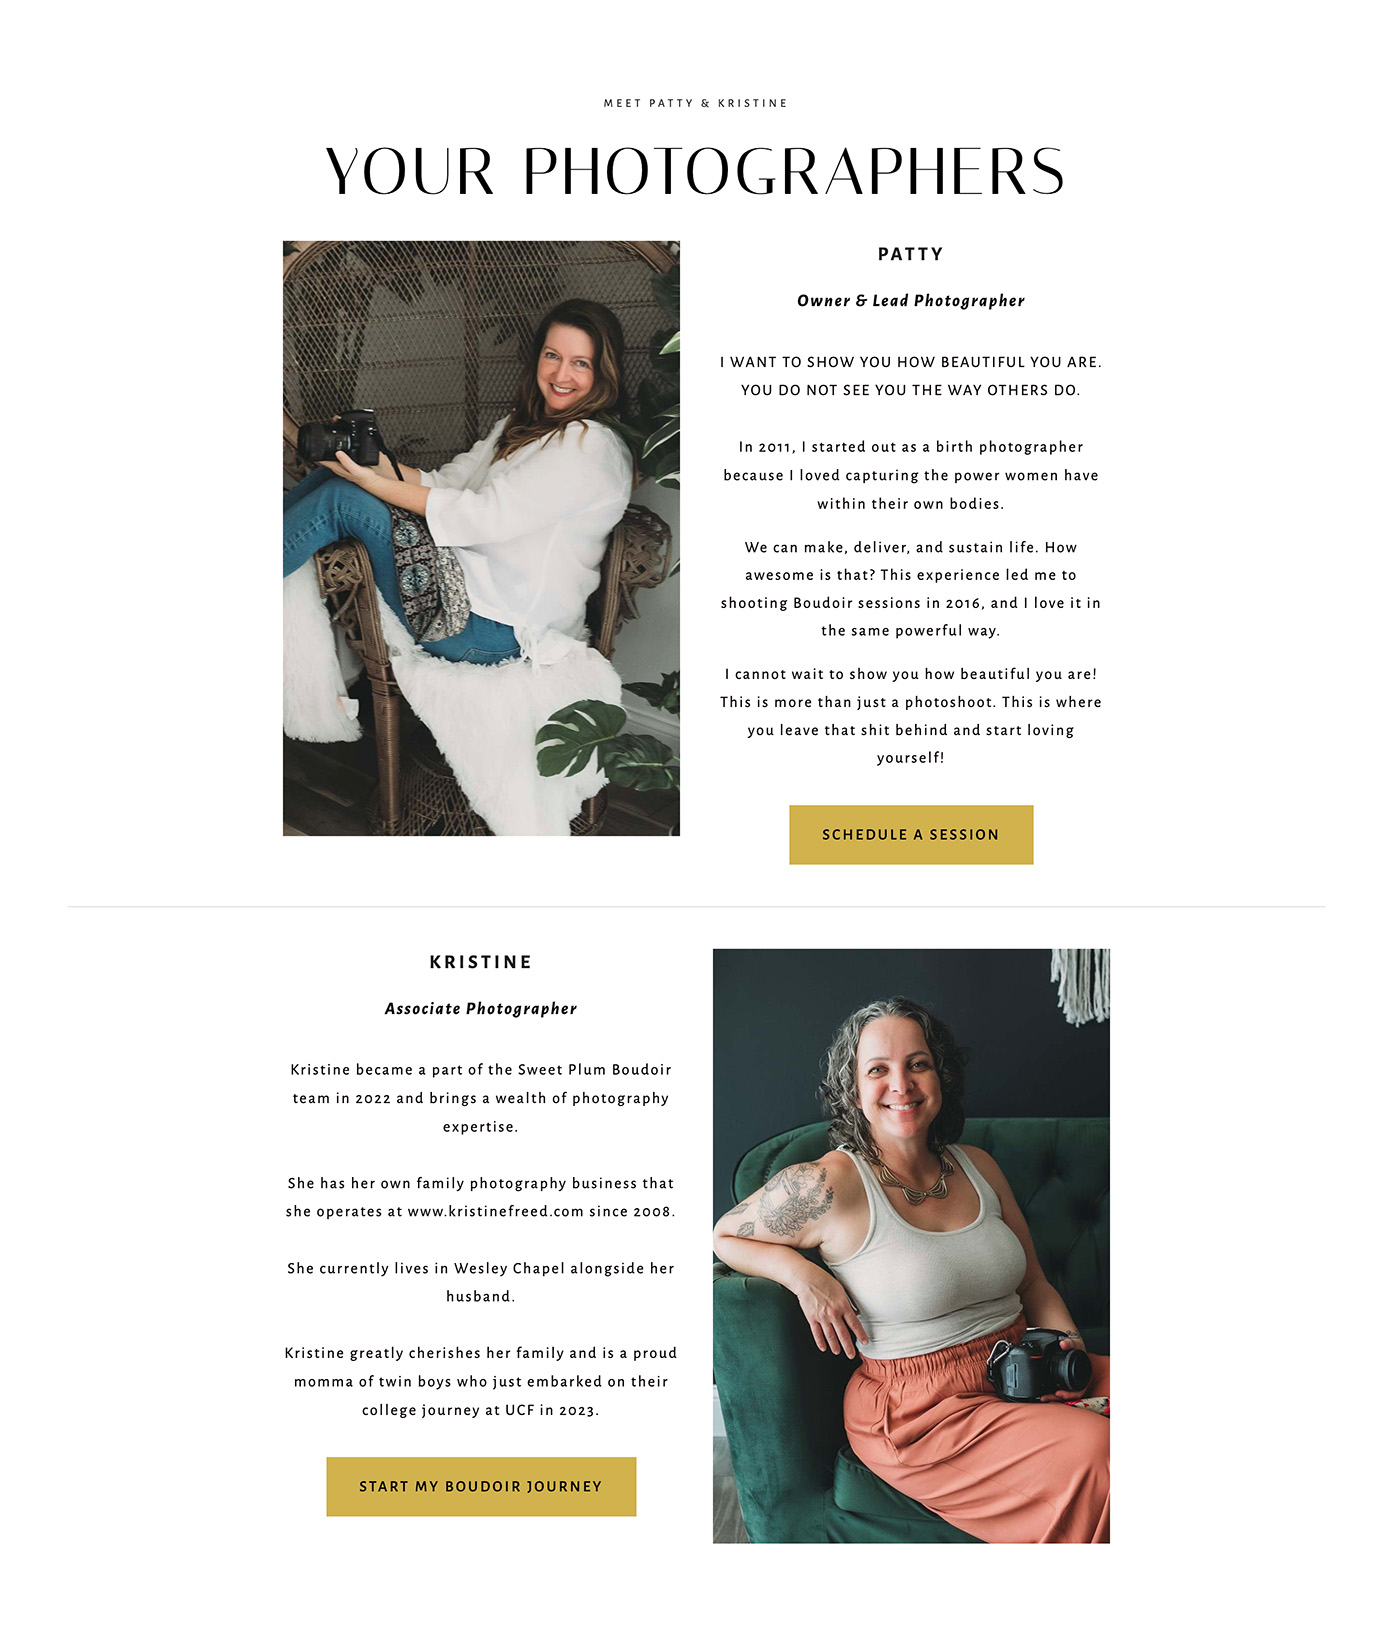 MEET PATTY & KRISTINE
YOUR PHOTOGRAPHERS
PATTY
Owner & Lead Photographer
I WANT TO SHOW YOU HOW BEAUTIFUL YOU ARE.
YOU DO NOT SEE YOU THE WAY OTHERS DO.
In 2011, I started out as a birth photographer
because I loved capturing the power women have
within their own bodies.
We can make, deliver, and sustain life. How
awesome is that? This experience led me to
shooting Boudoir sessions in 2016, and I love it in
the same powerful way.
I cannot wait to show you how beautiful you are!
This is more than just a photoshoot. This is where
you leave that shit behind and start loving
yourself!
SCHEDULE A SESSION
KRISTINE
Associate Photographer
Kristine became a part of the Sweet Plum Boudoir
team in 2022 and brings a wealth of photography
expertise.
She has her own family photography business that
she operates at www.kristinefreed.com since 2008.
She currently lives in Wesley Chapel alongside her
husband.
Kristine greatly cherishes her family and is a proud
momma of twin boys who just embarked on their
college journey at UCF in 2023.
START MY BOUDOIR JOURNEY